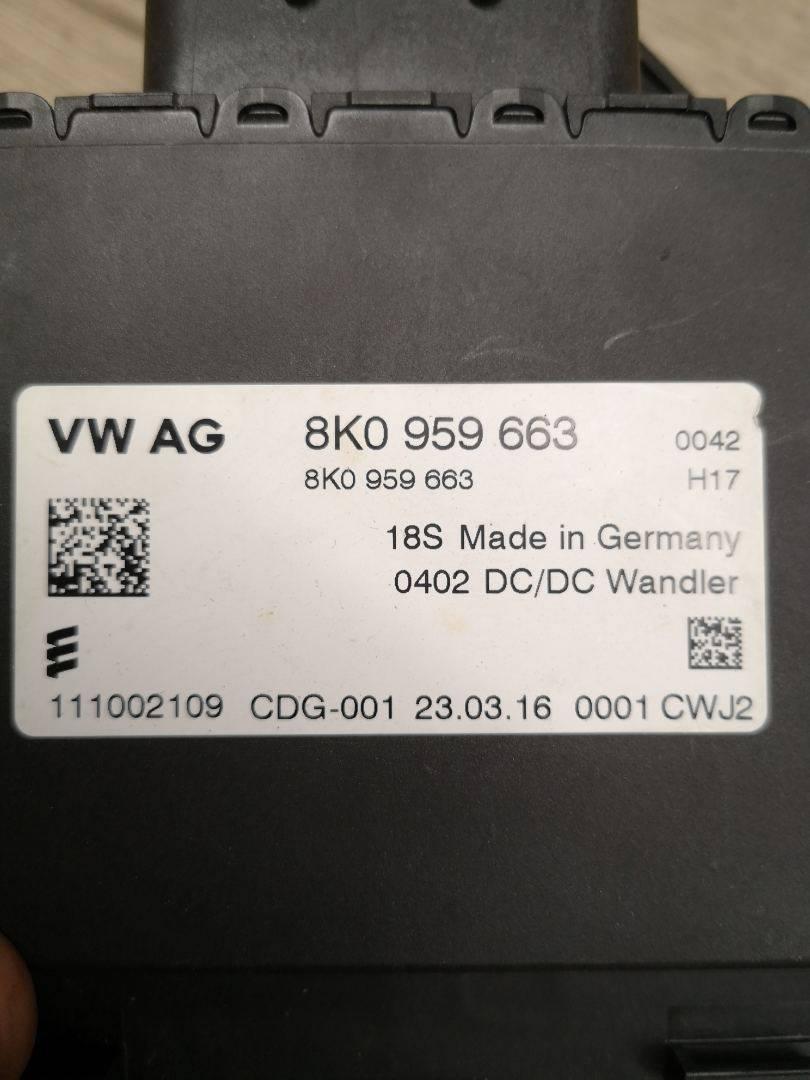 VW AG 8K0 959 663 0042
8K0 959 663 H17
18S Made in Germany
0402 DC/DC Wandler
111002109 CDG-001 23.03.16 0001 CWJ2